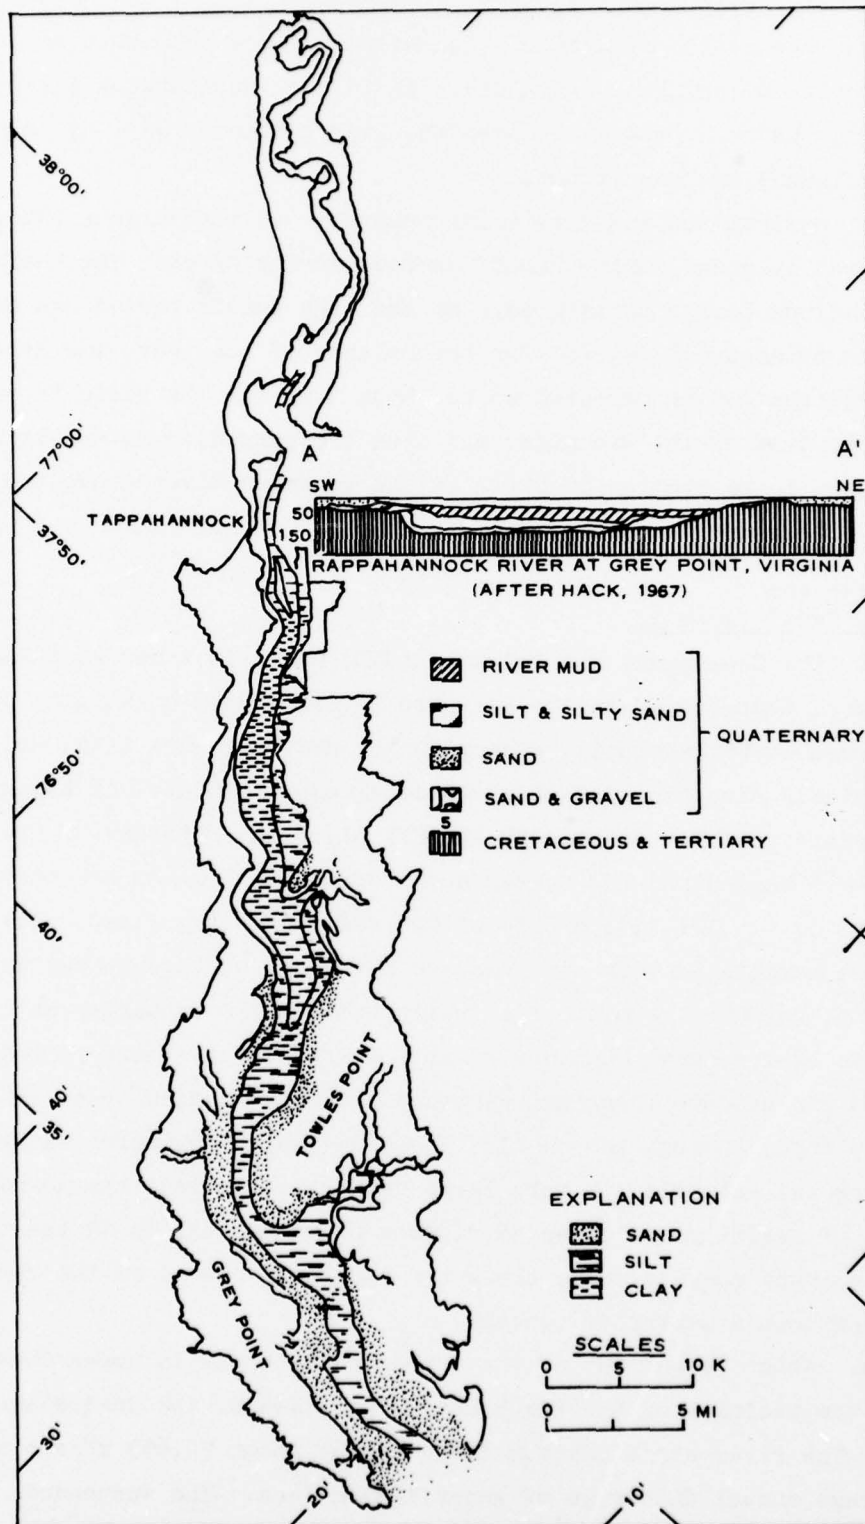 38°00'
77°00'
37°50'
TAPPAHANNOCK
A A'
SW NE
50
150
RAPPAHANNOCK RIVER AT GREY POINT, VIRGINIA
(AFTER HACK, 1967)
RIVER MUD
SILT & SILTY SAND
SAND
SAND & GRAVEL
QUATERNARY
5
CRETACEOUS & TERTIARY
76°50'
40'
40'
35'
TOWLES POINT
GREY POINT
EXPLANATION
SAND
SILT
CLAY
SCALES
0 5 10 K
0 5 MI
30'
20'
10'